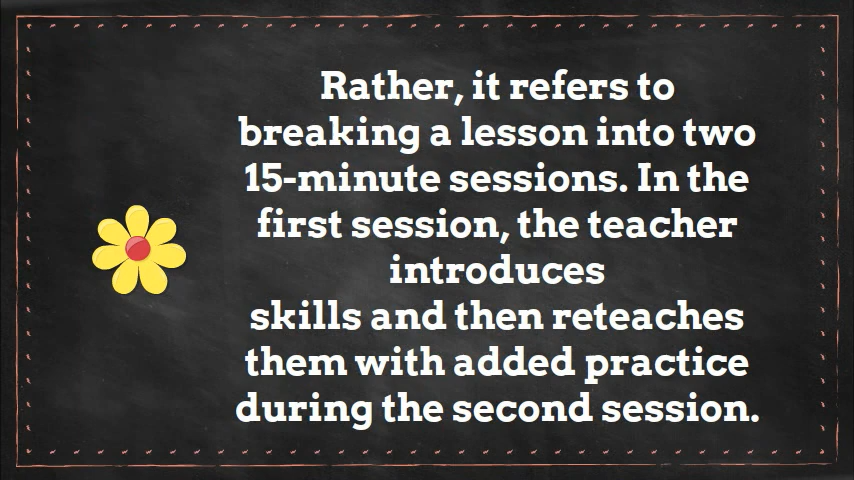 Rather, it refers to
breaking a lesson into two
15-minute sessions. In the
first session, the teacher
introduces
skills and then reteaches
them with added practice
during the second session.